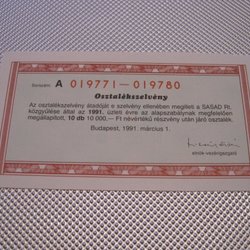 Sorszám: A 019771—019780
Osztalékszelvény
Az osztalékszelvény átadóját e szelvény ellenében megilleti a SASAD Rt.
közgyűlése által az 1991. üzleti évre az alapszabálynak megfelelően
megállapított, 10 db 10 000,— Ft névértékű részvény után járó osztalék.
Budapest, 1991. március 1.
elnök-vezérigazgató